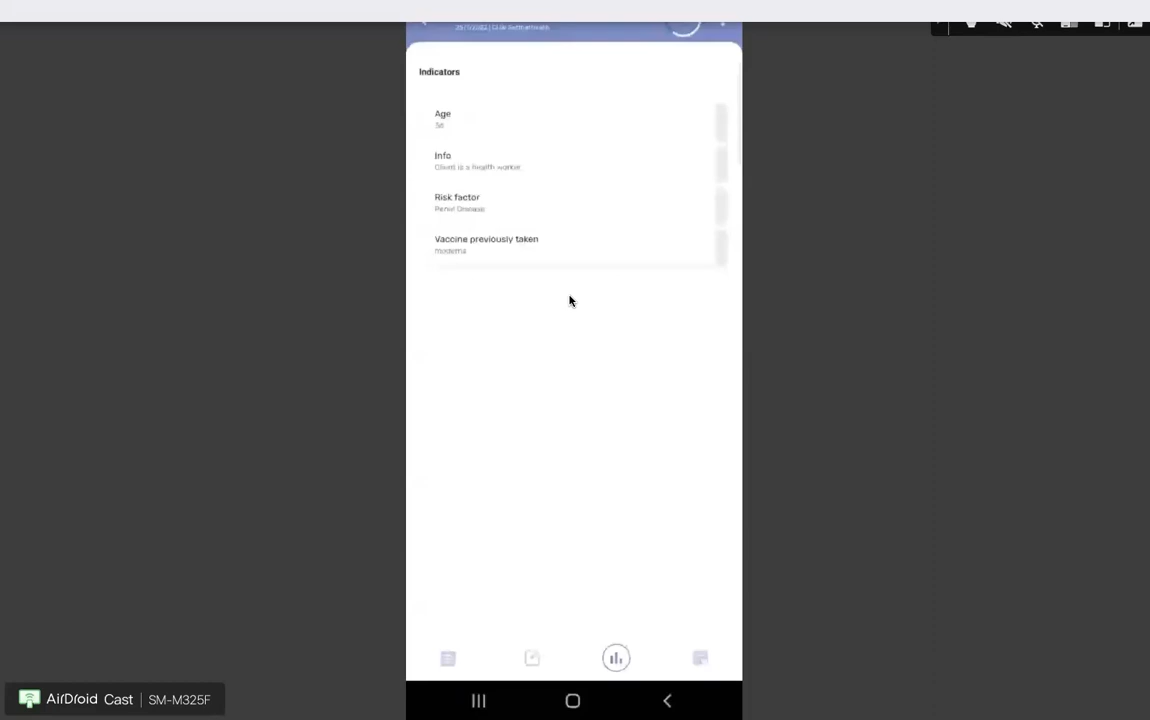 Indicators
Age
Info
Client is a health worker
Risk factor
Renal Disease
Vaccine previously taken
moderna
AirDroid Cast | SM-M325F